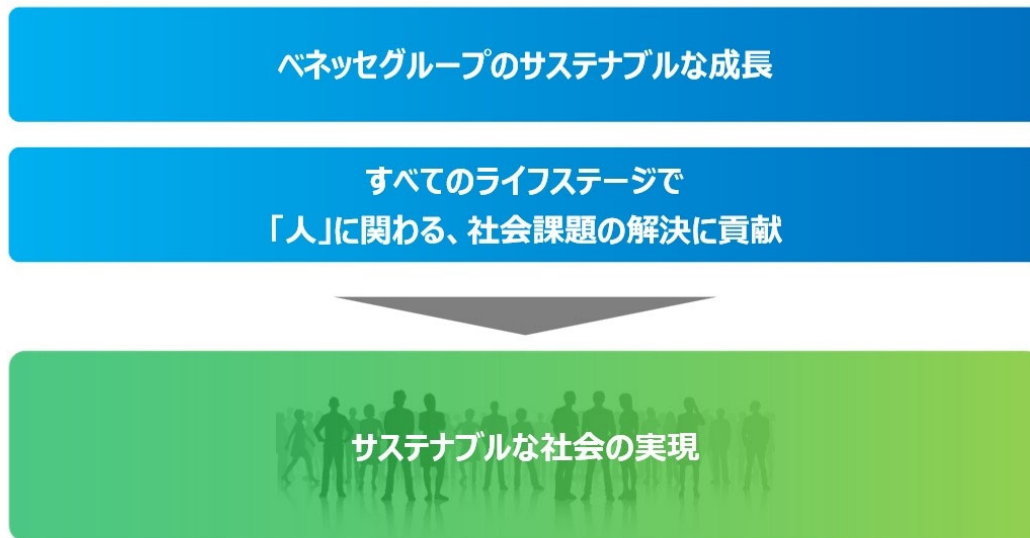 ベネッセグループのサステナブルな成長
すべてのライフステージで
「人」に関わる、社会課題の解決に貢献
サステナブルな社会の実現